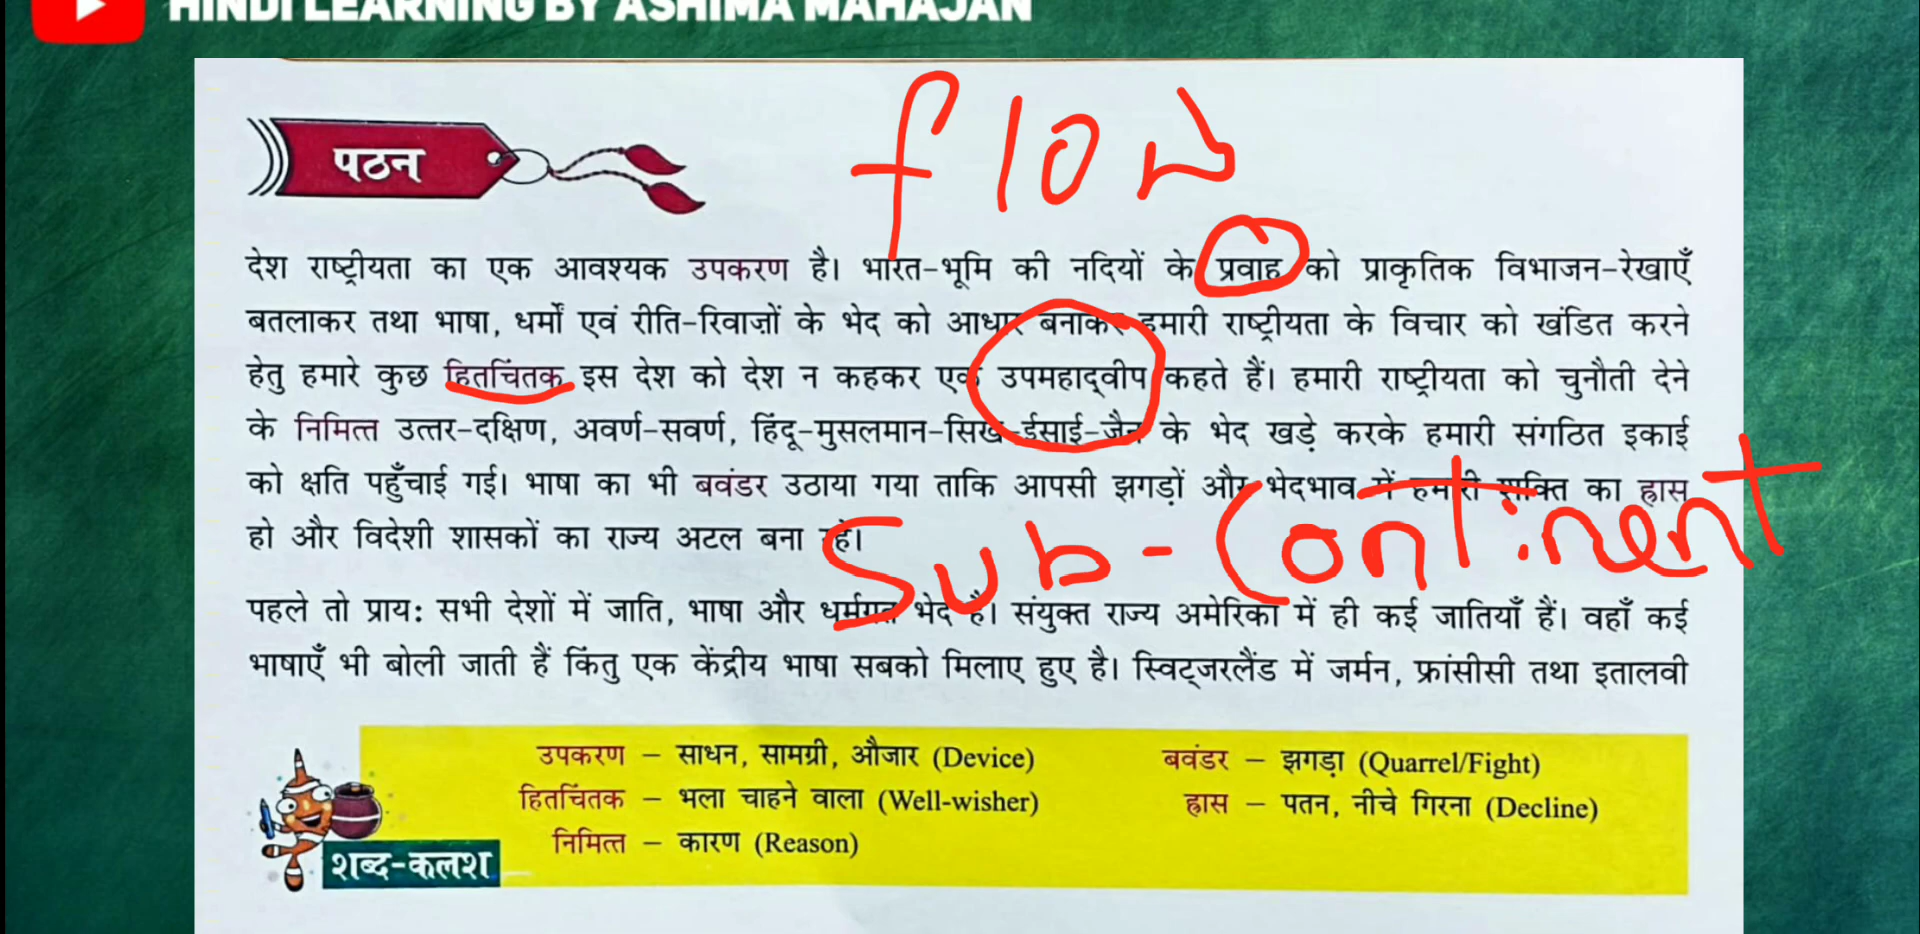 HINDI LEARNING BY ASHIMA MAHAJAN
पठन
flow
देश राष्ट्रीयता का एक आवश्यक उपकरण है। भारत-भूमि की नदियों के प्रवाह को प्राकृतिक विभाजन-रेखाएँ
बतलाकर तथा भाषा, धर्मों एवं रीति-रिवाज़ों के भेद को आधार बनाकर हमारी राष्ट्रीयता के विचार को खंडित करने
हेतु हमारे कुछ हितचिंतक इस देश को देश न कहकर एक उपमहाद्वीप कहते हैं। हमारी राष्ट्रीयता को चुनौती देने
के निमित्त उत्तर-दक्षिण, अवर्ण-सवर्ण, हिंदू-मुसलमान-सिख-ईसाई-जैन के भेद खड़े करके हमारी संगठित इकाई
को क्षति पहुँचाई गई। भाषा का भी बवंडर उठाया गया ताकि आपसी झगड़ों और भेदभाव में हमारी शक्ति का ह्रास
हो और विदेशी शासकों का राज्य अटल बना रहे।
Sub-Continent
पहले तो प्राय: सभी देशों में जाति, भाषा और धर्मगत भेद है। संयुक्त राज्य अमेरिका में ही कई जातियाँ हैं। वहाँ कई
भाषाएँ भी बोली जाती हैं किंतु एक केंद्रीय भाषा सबको मिलाए हुए है। स्विट्जरलैंड में जर्मन, फ्रांसीसी तथा इतालवी
उपकरण – साधन, सामग्री, औजार (Device)
हितचिंतक – भला चाहने वाला (Well-wisher)
निमित्त – कारण (Reason)
बवंडर – झगड़ा (Quarrel/Fight)
ह्रास – पतन, नीचे गिरना (Decline)
शब्द-कलश